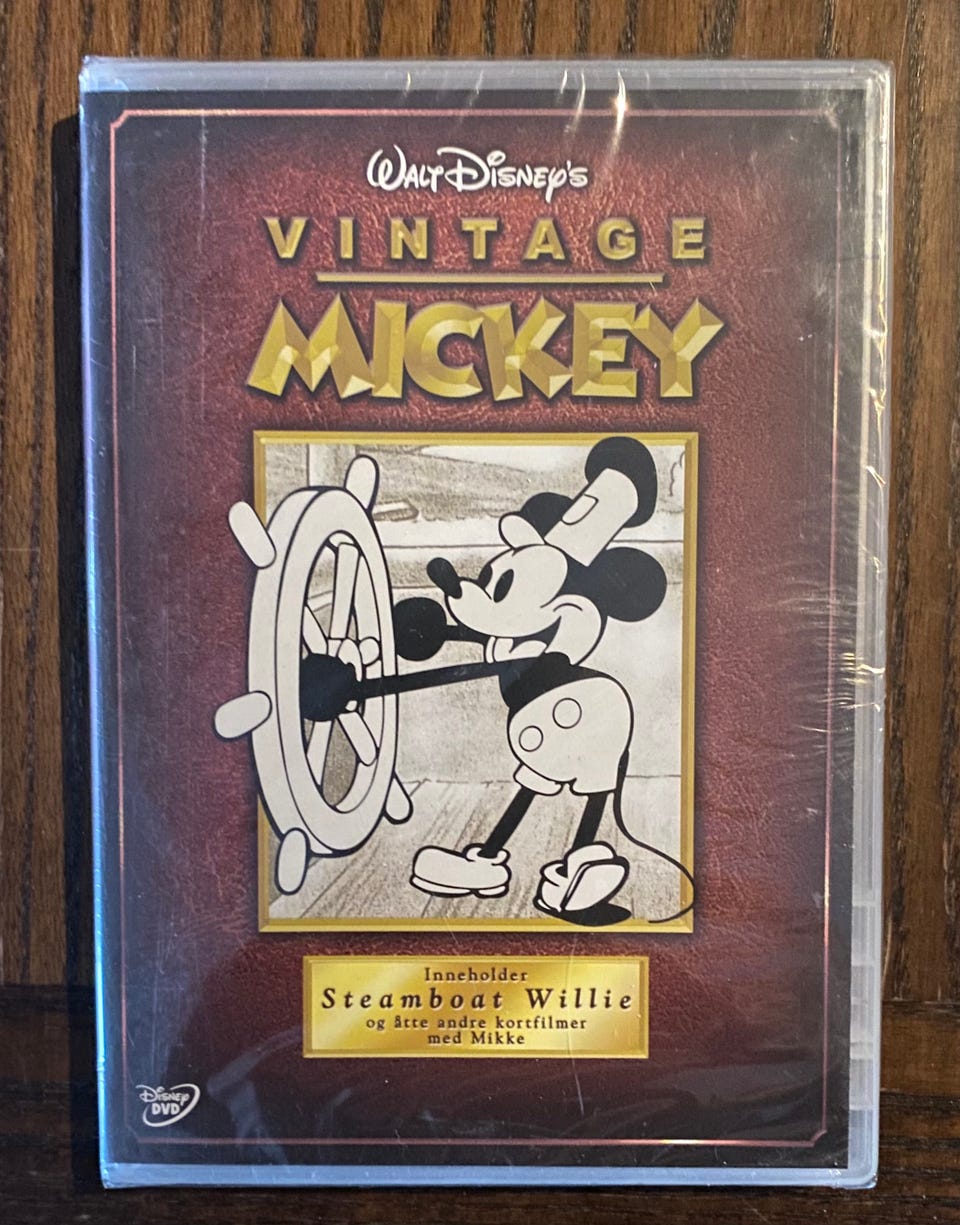 WALT DISNEY'S
VINTAGE
MICKEY
Inneholder
Steamboat Willie
og åtte andre kortfilmer
med Mikke
DISNEY
DVD